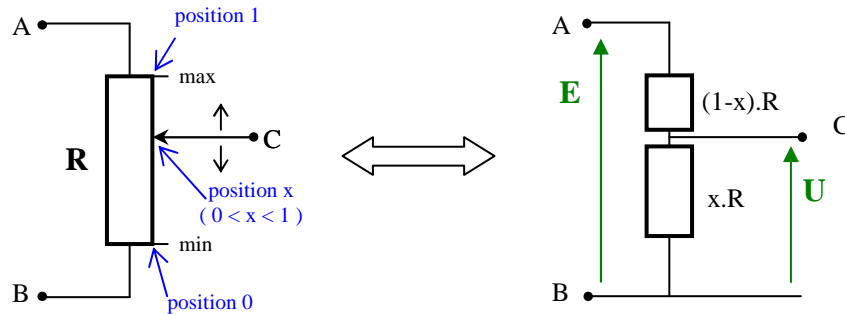 position 1
A
max
R
C
position x
( 0 < x < 1 )
min
B
position 0
A
E
(1-x).R
C
x.R
U
B